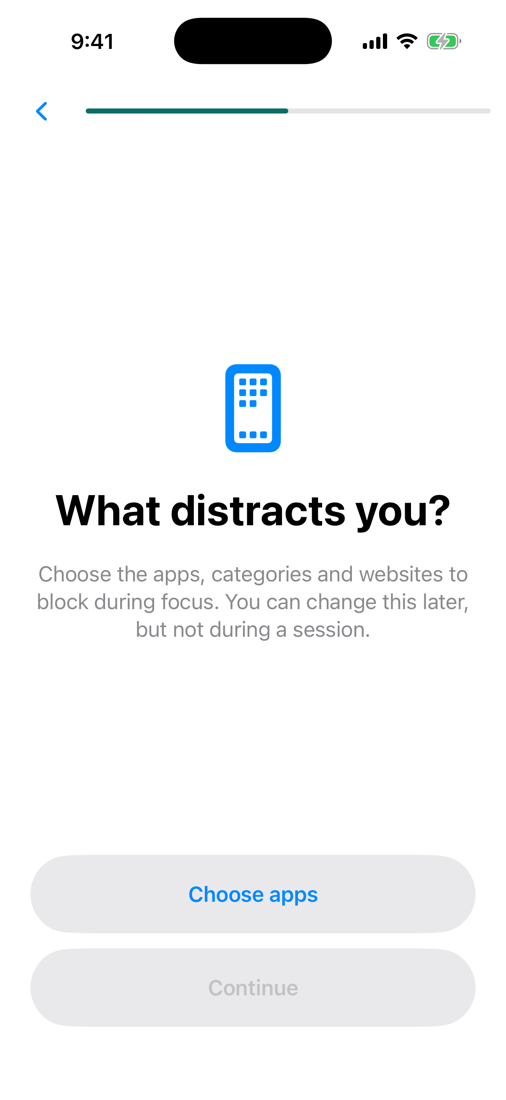 9:41
What distracts you?
Choose the apps, categories and websites to
block during focus. You can change this later,
but not during a session.
Choose apps
Continue